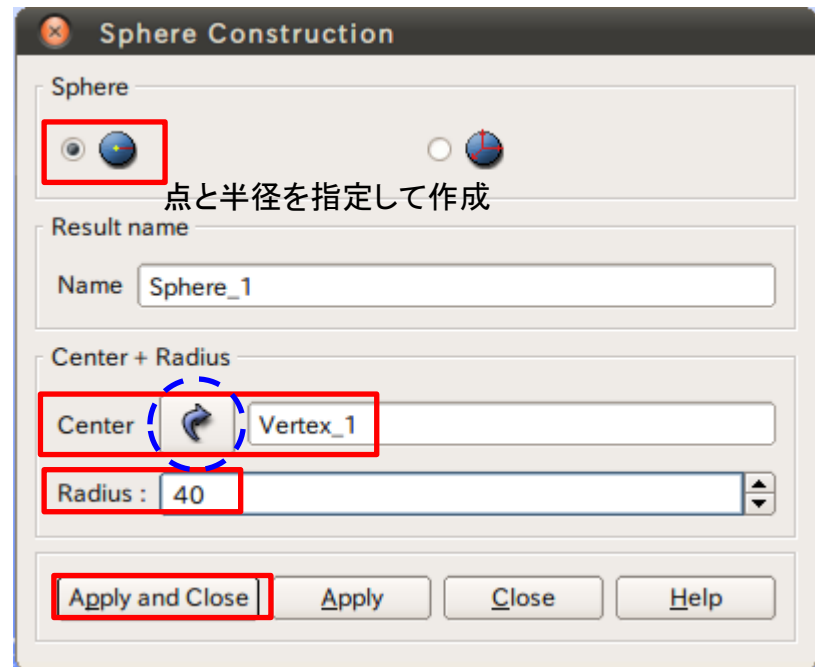 Sphere Construction
Sphere
点と半径を指定して作成
Result name
Name Sphere_1
Center + Radius
Center Vertex_1
Radius : 40
Apply and Close Apply Close Help